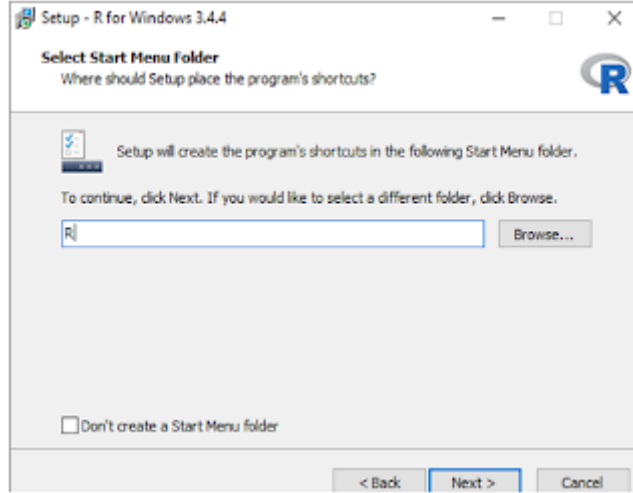 Setup - R for Windows 3.4.4
Select Start Menu Folder
Where should Setup place the program's shortcuts?
R
Setup will create the program's shortcuts in the following Start Menu folder.
To continue, click Next. If you would like to select a different folder, click Browse.
R
Browse...
Don't create a Start Menu folder
< Back
Next >
Cancel